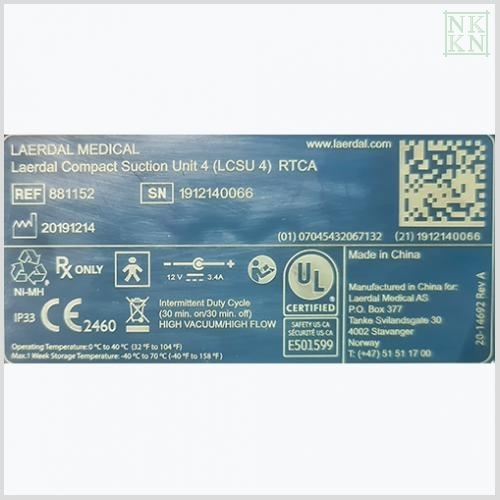 NK
KN
LAERDAL MEDICAL
www.laerdal.com
Laerdal Compact Suction Unit 4 (LCSU 4) RTCA
REF 881152 SN 1912140066
20191214
(01) 07045432067132 (21) 1912140066
NI-MH
Rx ONLY
12 V 3.4A
UL
CERTIFIED
SAFETY US-CA
SÉCURITÉ US-CA
E501599
IP33 CE 2460
Intermittent Duty Cycle
(30 min. on/30 min. off)
HIGH VACUUM/HIGH FLOW
Operating Temperature: 0 °C to 40 °C (32 °F to 104 °F)
Max.1 Week Storage Temperature: -40 °C to 70 °C (-40 °F to 158 °F)
Made in China
Manufactured in China for:
Laerdal Medical AS
P.O. Box 377
Tanke Svilandsgate 30
4002 Stavanger
Norway
T: (+47) 51 51 17 00
20-14692 Rev A